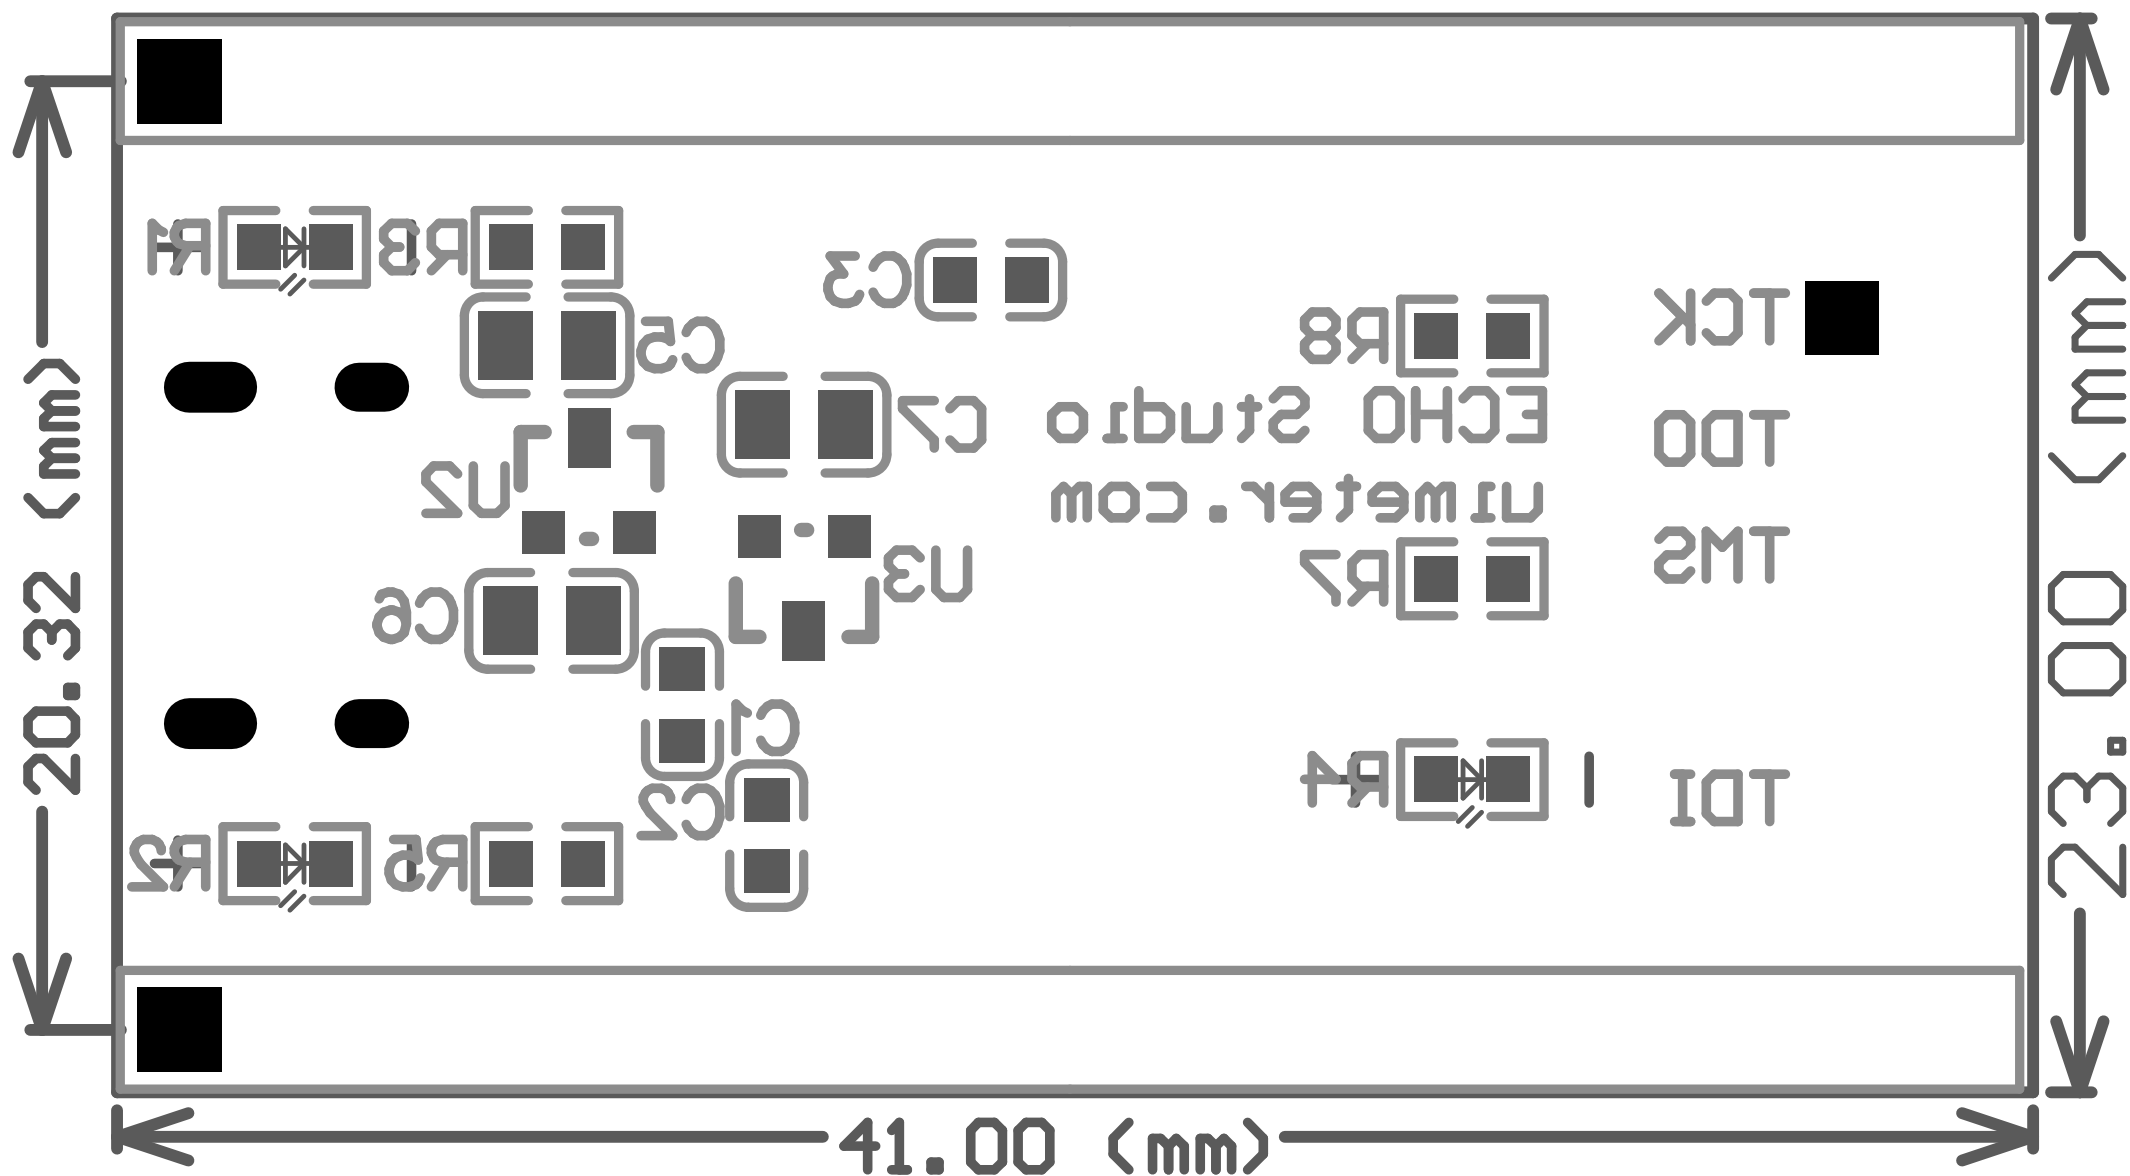 R1
R3
C3
C5
R8
TCK
C7
ECHO Studio
TDO
U2
uimeter.com
TMS
U3
R7
C6
C1
C2
R4
TDI
R2
R5
20.32 (mm)
23.00 (mm)
41.00 (mm)